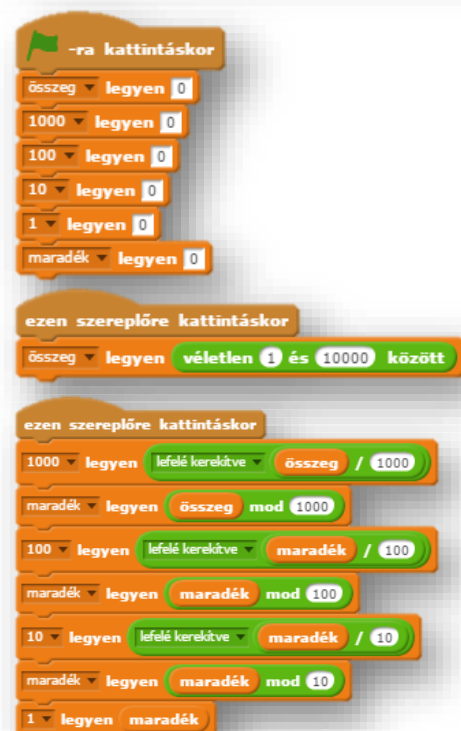 -ra kattintáskor
összeg legyen 0
1000 legyen 0
100 legyen 0
10 legyen 0
1 legyen 0
maradék legyen 0
ezen szereplőre kattintáskor
összeg legyen véletlen 1 és 10000 között
ezen szereplőre kattintáskor
1000 legyen lefelé kerekítve összeg / 1000
maradék legyen összeg mod 1000
100 legyen lefelé kerekítve maradék / 100
maradék legyen maradék mod 100
10 legyen lefelé kerekítve maradék / 10
maradék legyen maradék mod 10
1 legyen maradék